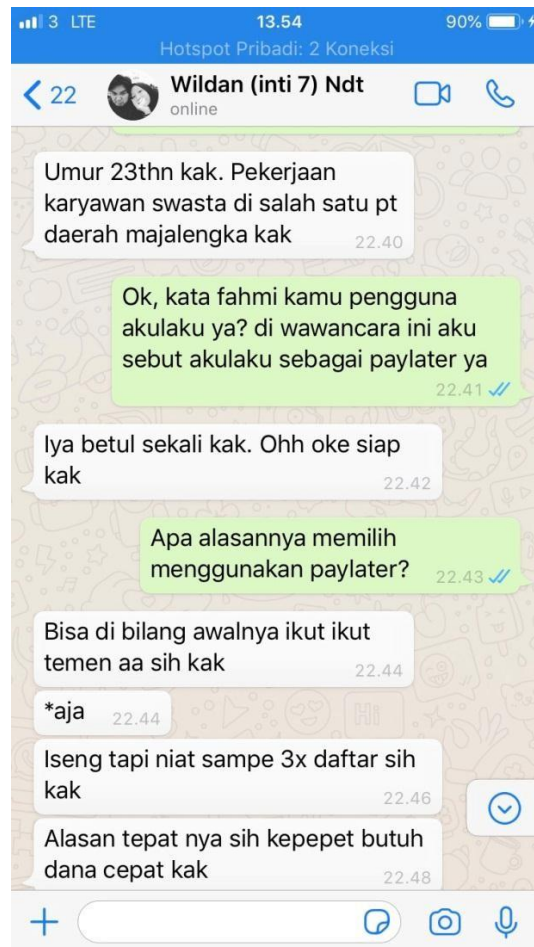 3 LTE 13.54 90%
Hotspot Pribadi: 2 Koneksi
22 Wildan (inti 7) Ndt
online
Umur 23thn kak. Pekerjaan
karyawan swasta di salah satu pt
daerah majalengka kak 22.40
Ok, kata fahmi kamu pengguna
akulaku ya? di wawancara ini aku
sebut akulaku sebagai paylater ya
22.41
Iya betul sekali kak. Ohh oke siap
kak 22.42
Apa alasannya memilih
menggunakan paylater? 22.43
Bisa di bilang awalnya ikut ikut
temen aa sih kak 22.44
*aja 22.44
Iseng tapi niat sampe 3x daftar sih
kak 22.46
Alasan tepat nya sih kepepet butuh
dana cepat kak 22.48